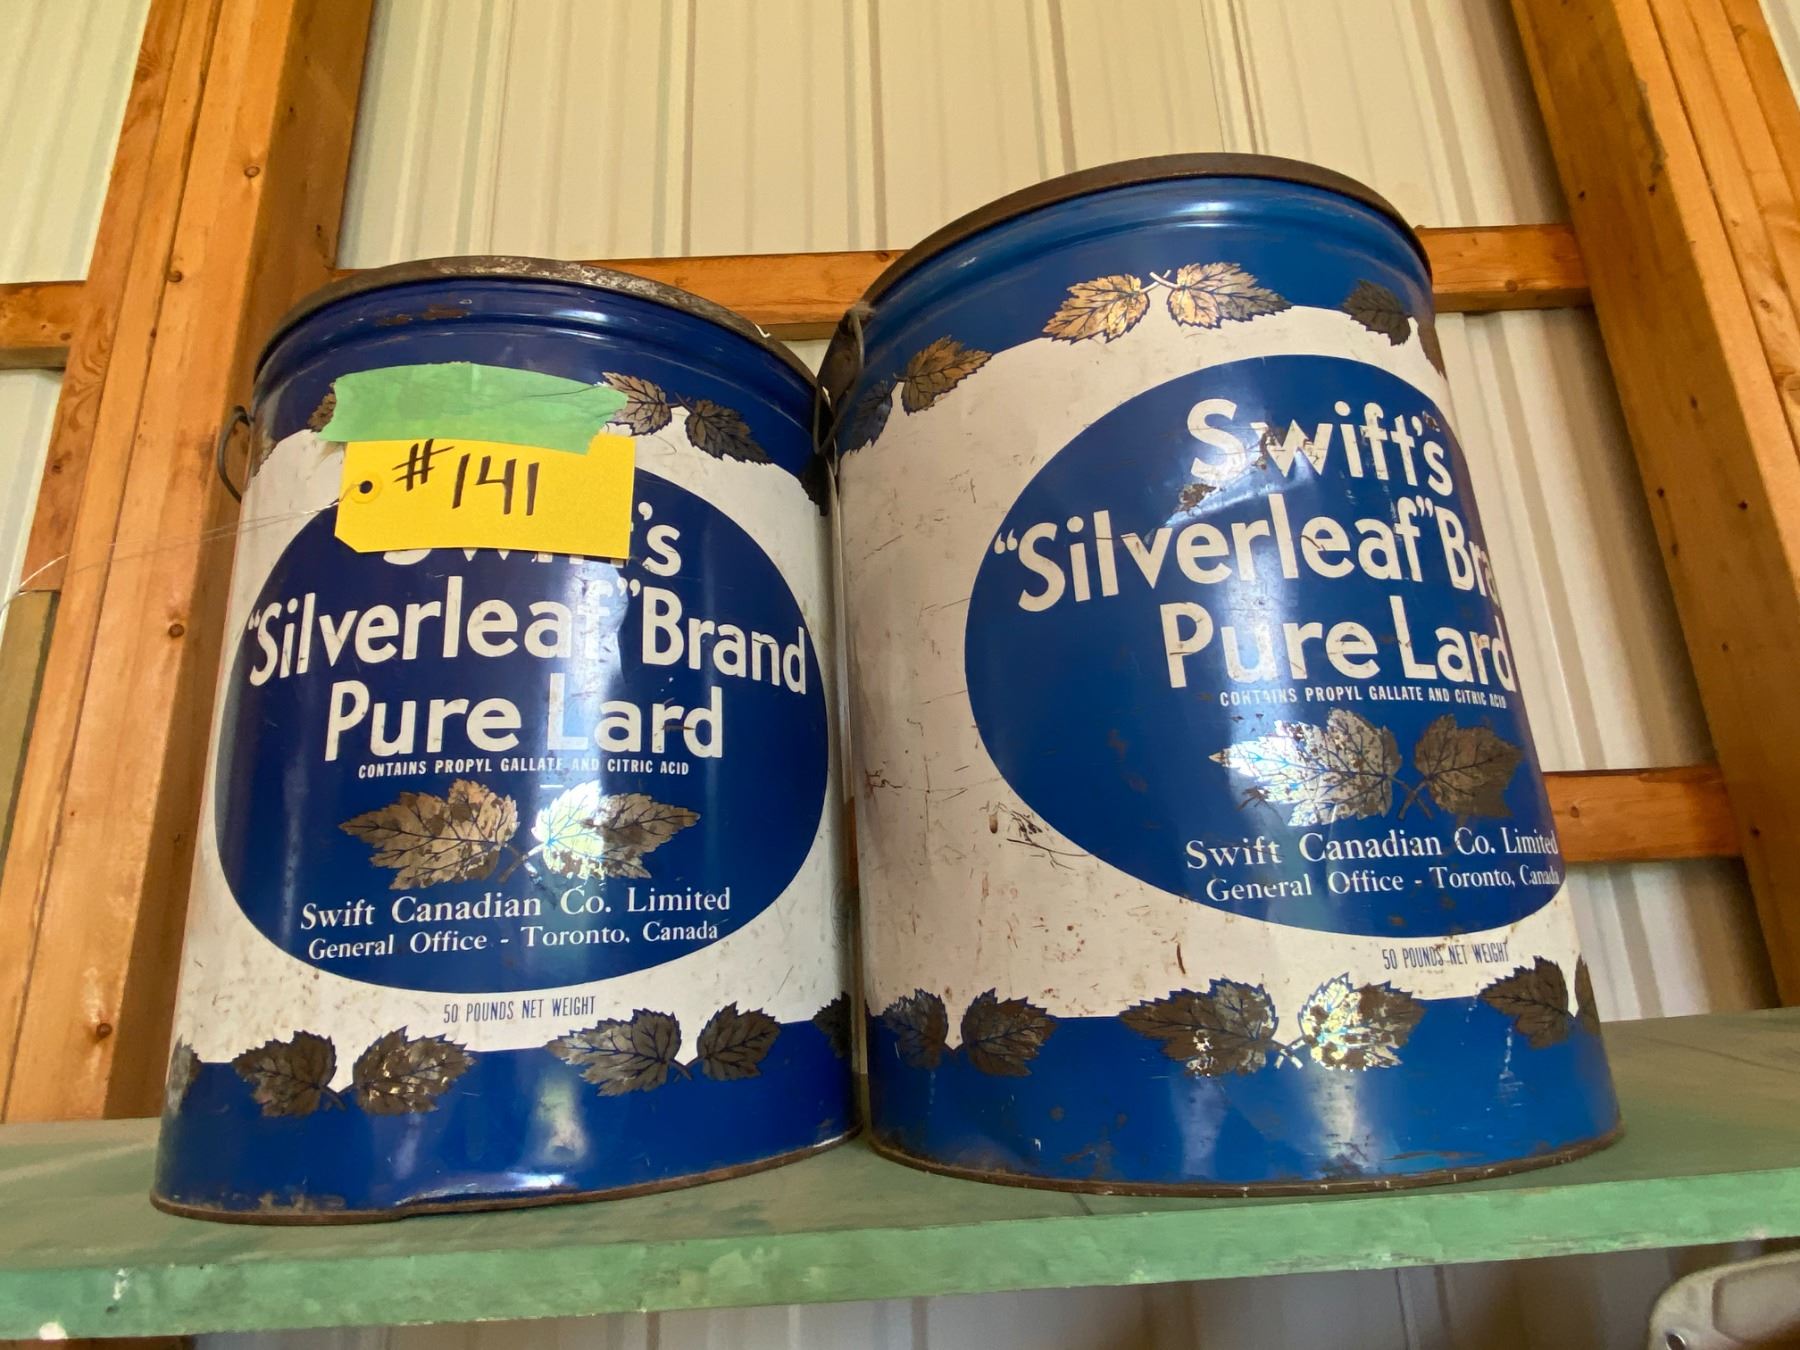 #141
Swift's
"Silverleaf" Brand
Pure Lard
CONTAINS PROPYL GALLATE AND CITRIC ACID
Swift Canadian Co. Limited
General Office - Toronto, Canada
50 POUNDS NET WEIGHT
Swift's
"Silverleaf" Bra
Pure Lard
CONTAINS PROPYL GALLATE AND CITRIC ACID
Swift Canadian Co. Limited
General Office - Toronto, Canada
50 POUNDS NET WEIGHT